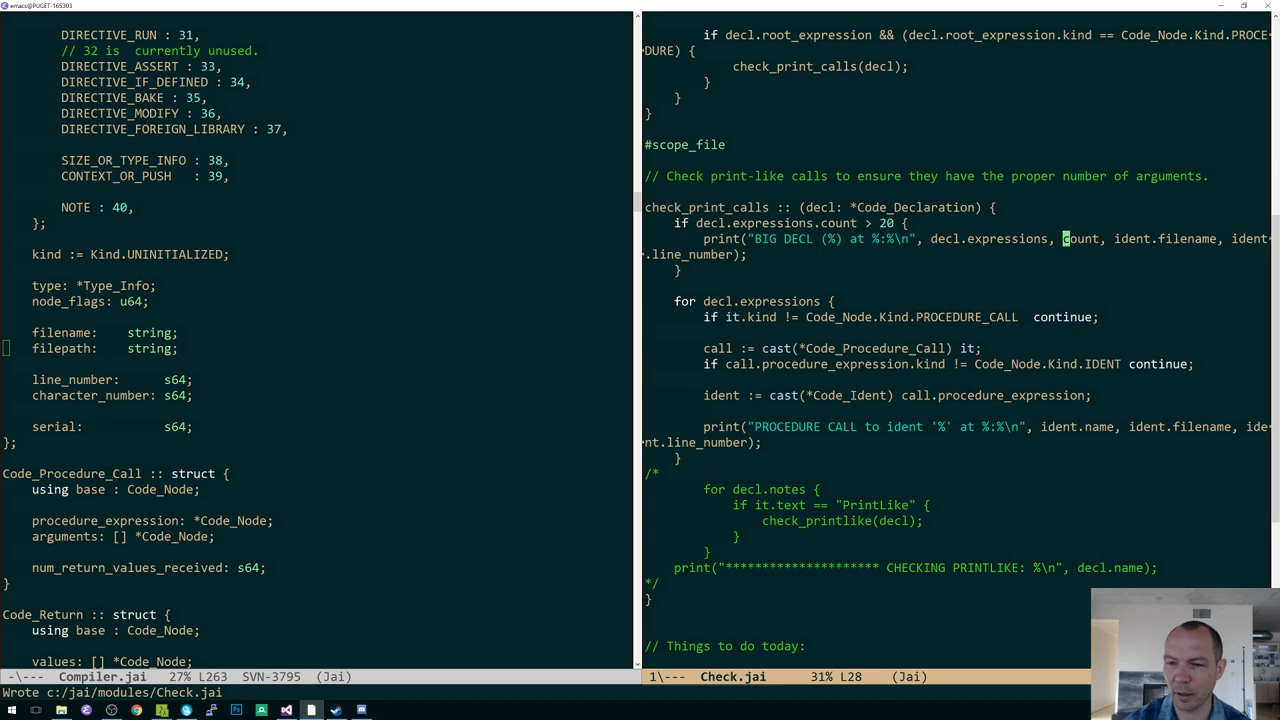 emacs@PUGET-165303
DIRECTIVE_RUN : 31,
// 32 is  currently unused.
DIRECTIVE_ASSERT : 33,
DIRECTIVE_IF_DEFINED : 34,
DIRECTIVE_BAKE : 35,
DIRECTIVE_MODIFY : 36,
DIRECTIVE_FOREIGN_LIBRARY : 37,
SIZE_OR_TYPE_INFO : 38,
CONTEXT_OR_PUSH   : 39,
NOTE : 40,
};
kind := Kind.UNINITIALIZED;
type: *Type_Info;
node_flags: u64;
filename:    string;
filepath:    string;
line_number:      s64;
character_number: s64;
serial:           s64;
};
Code_Procedure_Call :: struct {
using base : Code_Node;
procedure_expression: *Code_Node;
arguments: [] *Code_Node;
num_return_values_received: s64;
}
Code_Return :: struct {
using base : Code_Node;
values: [] *Code_Node;
-\---  Compiler.jai   27% L263   SVN-3795  (Jai)
Wrote c:/jai/modules/Check.jai
if decl.root_expression && (decl.root_expression.kind == Code_Node.Kind.PROCE
DURE) {
check_print_calls(decl);
}
}
}
#scope_file
// Check print-like calls to ensure they have the proper number of arguments.
check_print_calls :: (decl: *Code_Declaration) {
if decl.expressions.count > 20 {
print("BIG DECL (%) at %:%\n", decl.expressions, count, ident.filename, ident
.line_number);
}
for decl.expressions {
if it.kind != Code_Node.Kind.PROCEDURE_CALL  continue;
call := cast(*Code_Procedure_Call) it;
if call.procedure_expression.kind != Code_Node.Kind.IDENT continue;
ident := cast(*Code_Ident) call.procedure_expression;
print("PROCEDURE CALL to ident '%' at %:%\n", ident.name, ident.filename, ide
nt.line_number);
}
/*
for decl.notes {
if it.text == "PrintLike" {
check_printlike(decl);
}
}
print("********************* CHECKING PRINTLIKE: %\n", decl.name);
*/
}
// Things to do today:
1\---  Check.jai      31% L28    (Jai)